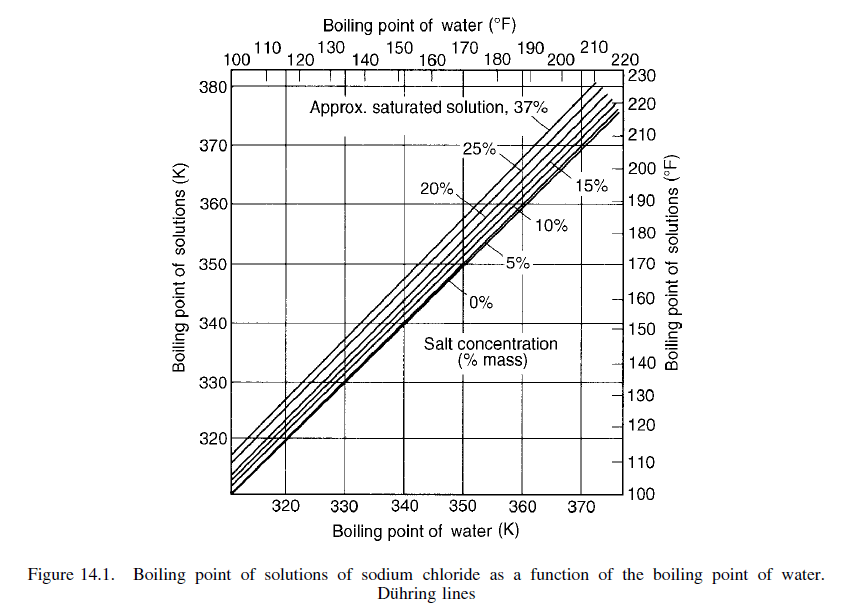 Boiling point of water (°F)
110 130 150 170 190 210
100 120 140 160 180 200 220
380
370
360
350
340
330
320
Boiling point of solutions (K)
Approx. saturated solution, 37%
25%
20%
15%
10%
5%
0%
Salt concentration
(% mass)
230
220
210
200
190
180
170
160
150
140
130
120
110
100
Boiling point of solutions (°F)
320 330 340 350 360 370
Boiling point of water (K)
Figure 14.1. Boiling point of solutions of sodium chloride as a function of the boiling point of water.
Dühring lines